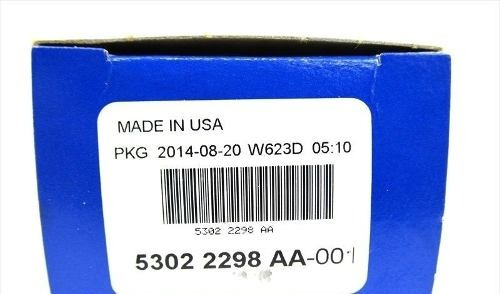 MADE IN USA
PKG 2014-08-20 W623D 05:10
5302 2298 AA
5302 2298 AA-001